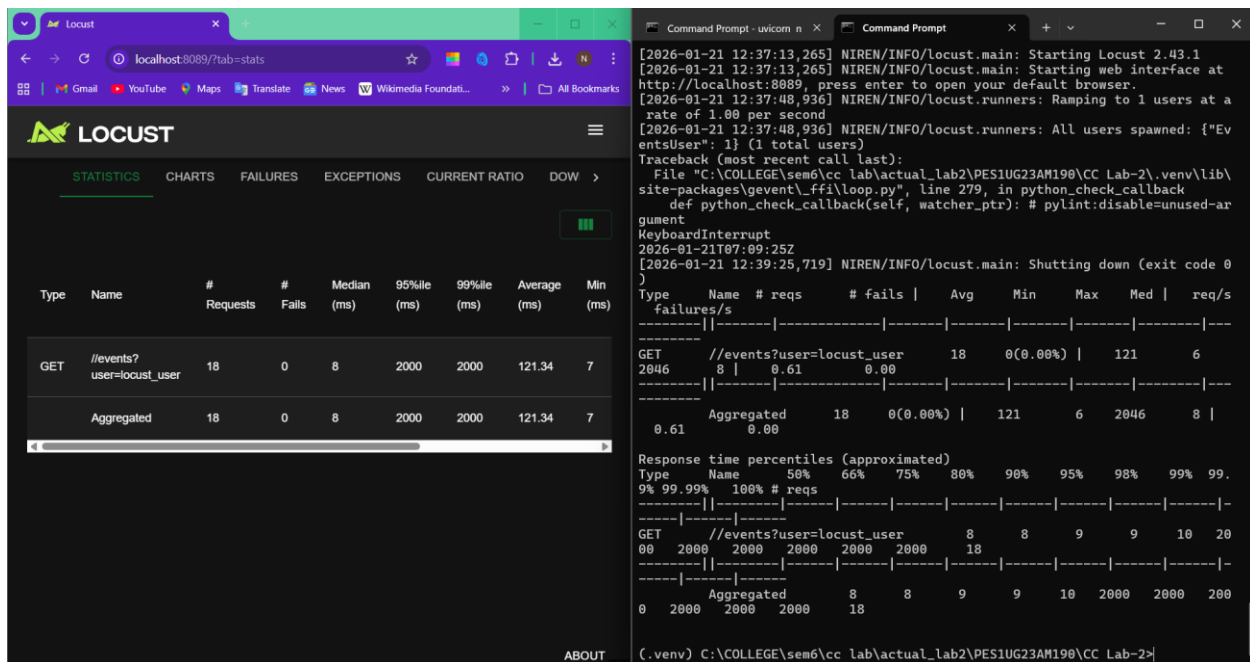 Locust
localhost:8089/?tab=stats
N
Gmail YouTube Maps Translate News Wikimedia Foundati... » All Bookmarks
LOCUST
STATISTICS CHARTS FAILURES EXCEPTIONS CURRENT RATIO DOW
Type Name # Requests # Fails Median (ms) 95%ile (ms) 99%ile (ms) Average (ms) Min (ms)
GET //events?user=locust_user 18 0 8 2000 2000 121.34 7
Aggregated 18 0 8 2000 2000 121.34 7
ABOUT
Command Prompt - uvicorn n Command Prompt
[2026-01-21 12:37:13,265] NIREN/INFO/locust.main: Starting Locust 2.43.1
[2026-01-21 12:37:13,265] NIREN/INFO/locust.main: Starting web interface at
http://localhost:8089, press enter to open your default browser.
[2026-01-21 12:37:48,936] NIREN/INFO/locust.runners: Ramping to 1 users at a
rate of 1.00 per second
[2026-01-21 12:37:48,936] NIREN/INFO/locust.runners: All users spawned: {"Ev
entsUser": 1} (1 total users)
Traceback (most recent call last):
File "C:\COLLEGE\sem6\cc lab\actual_lab2\PES1UG23AM190\CC Lab-2\.venv\lib\
site-packages\gevent\_ffi\loop.py", line 279, in python_check_callback
def python_check_callback(self, watcher_ptr): # pylint:disable=unused-ar
gument
KeyboardInterrupt
2026-01-21T07:09:25Z
[2026-01-21 12:39:25,719] NIREN/INFO/locust.main: Shutting down (exit code 0
)
Type Name # reqs # fails | Avg Min Max Med | req/s
failures/s
--------||-------|-------------|-------|-------|-------|-------|--------|---
--------
GET //events?user=locust_user 18 0(0.00%) | 121 6
2046 8 | 0.61 0.00
--------||-------|-------------|-------|-------|-------|-------|--------|---
--------
Aggregated 18 0(0.00%) | 121 6 2046 8 |
0.61 0.00
Response time percentiles (approximated)
Type Name 50% 66% 75% 80% 90% 95% 98% 99% 99.
9% 99.99% 100% # reqs
--------||--------|--------|------|------|------|------|------|------|------|-
-----|------|------
GET //events?user=locust_user 8 8 9 9 10 20
00 2000 2000 2000 2000 2000 18
--------||--------|--------|------|------|------|------|------|------|------|-
-----|------|------
Aggregated 8 8 9 9 10 2000 2000 200
0 2000 2000 2000 18
(.venv) C:\COLLEGE\sem6\cc lab\actual_lab2\PES1UG23AM190\CC Lab-2>